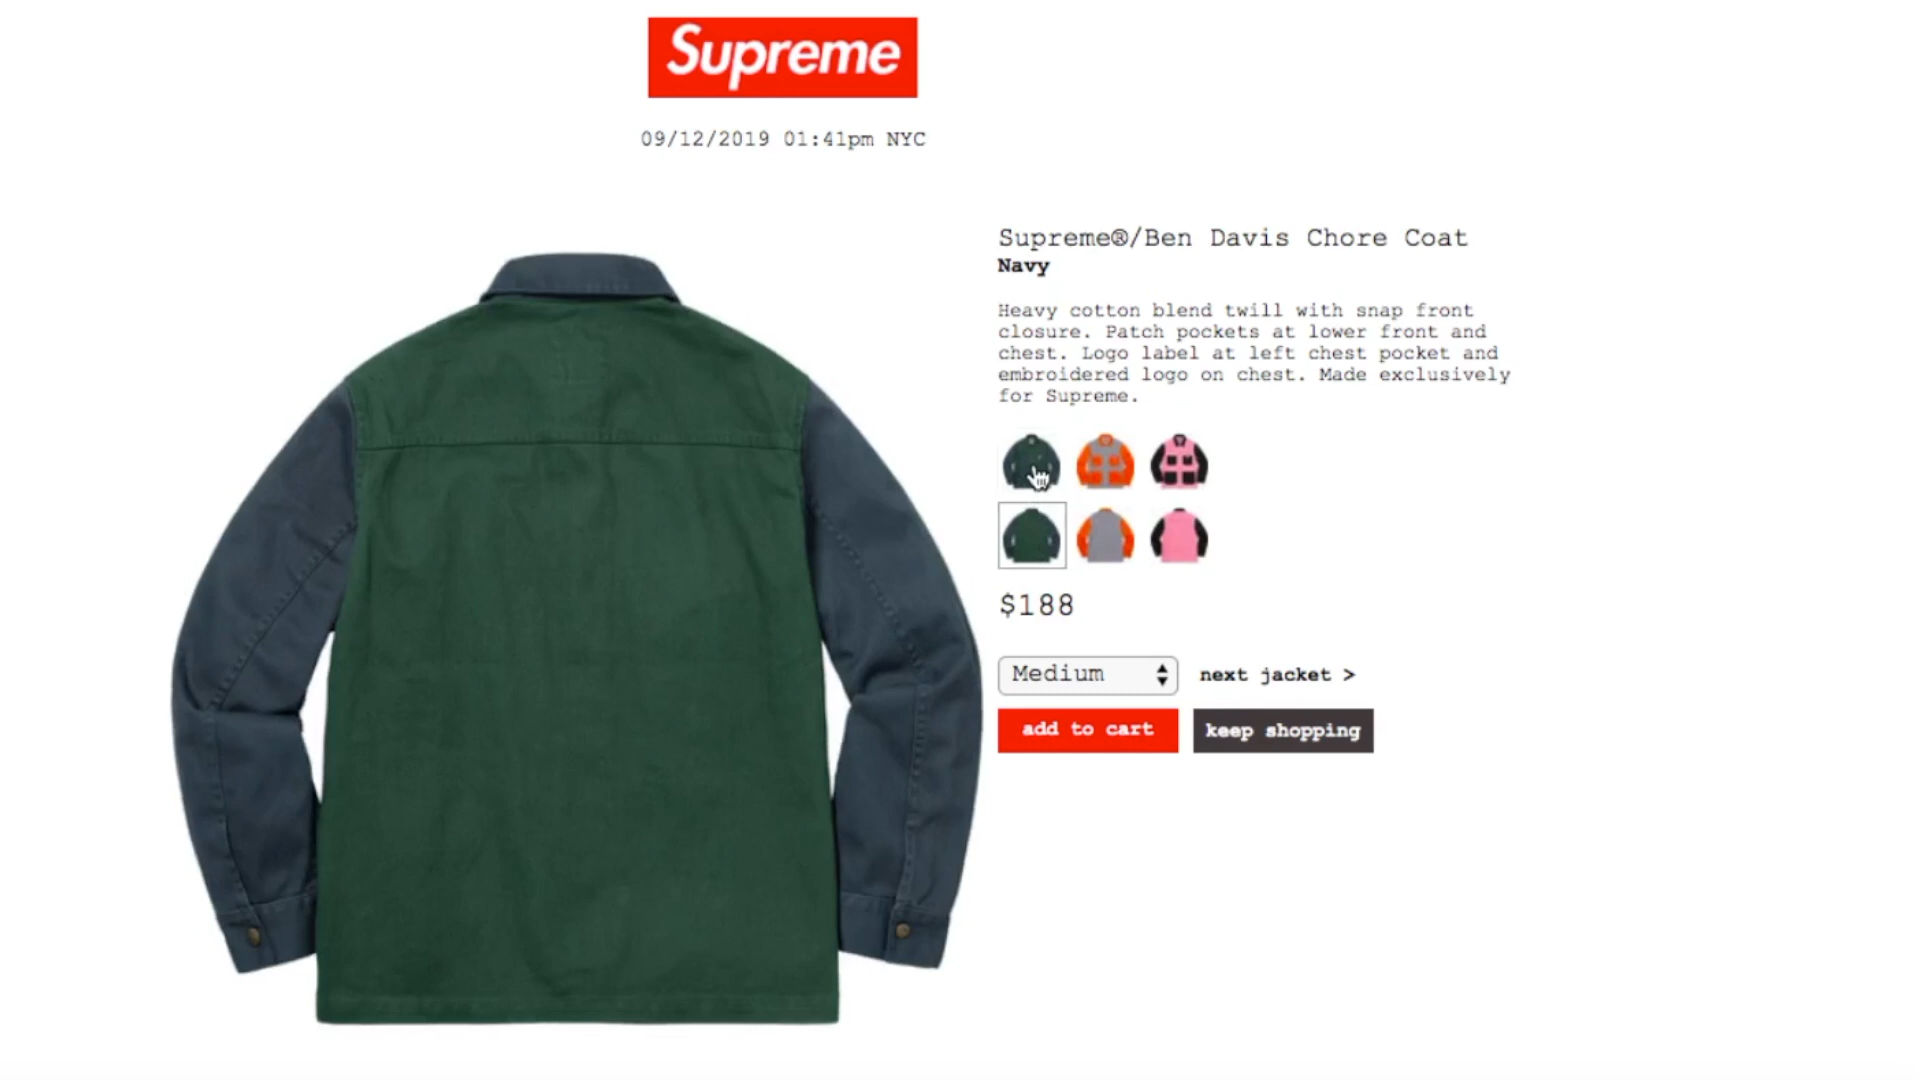 Supreme
09/12/2019 01:41pm NYC
Supreme®/Ben Davis Chore Coat
Navy
Heavy cotton blend twill with snap front
closure. Patch pockets at lower front and
chest. Logo label at left chest pocket and
embroidered logo on chest. Made exclusively
for Supreme.
$188
Medium
next jacket >
add to cart
keep shopping